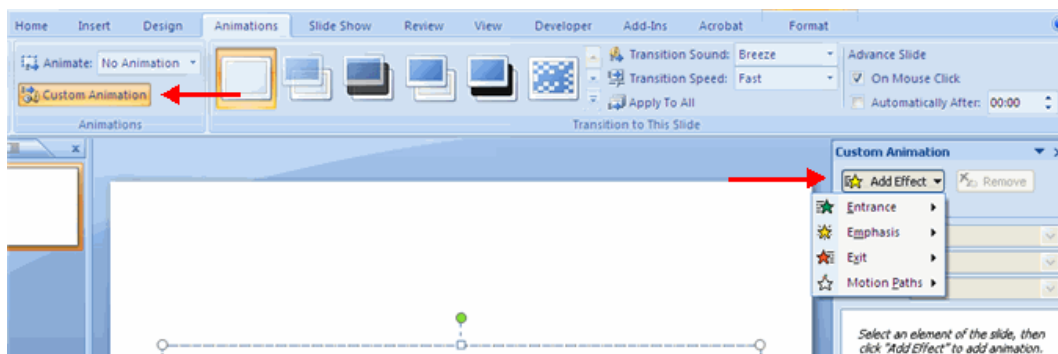 Home Insert Design Animations Slide Show Review View Developer Add-Ins Acrobat Format
Animate: No Animation
Custom Animation
Animations
Transition Sound: Breeze
Transition Speed: Fast
Apply To All
Transition to This Slide
Advance Slide
On Mouse Click
Automatically After: 00:00
Custom Animation
Add Effect Remove
Entrance
Emphasis
Exit
Motion Paths
Select an element of the slide, then
click "Add Effect" to add animation.